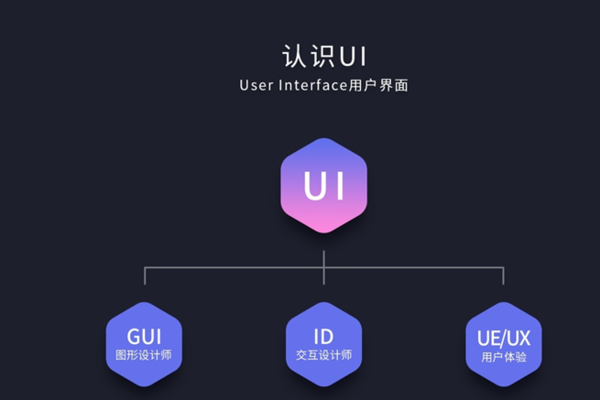 认识UI
User Interface用户界面
UI
GUI
图形设计师
ID
交互设计师
UE/UX
用户体验